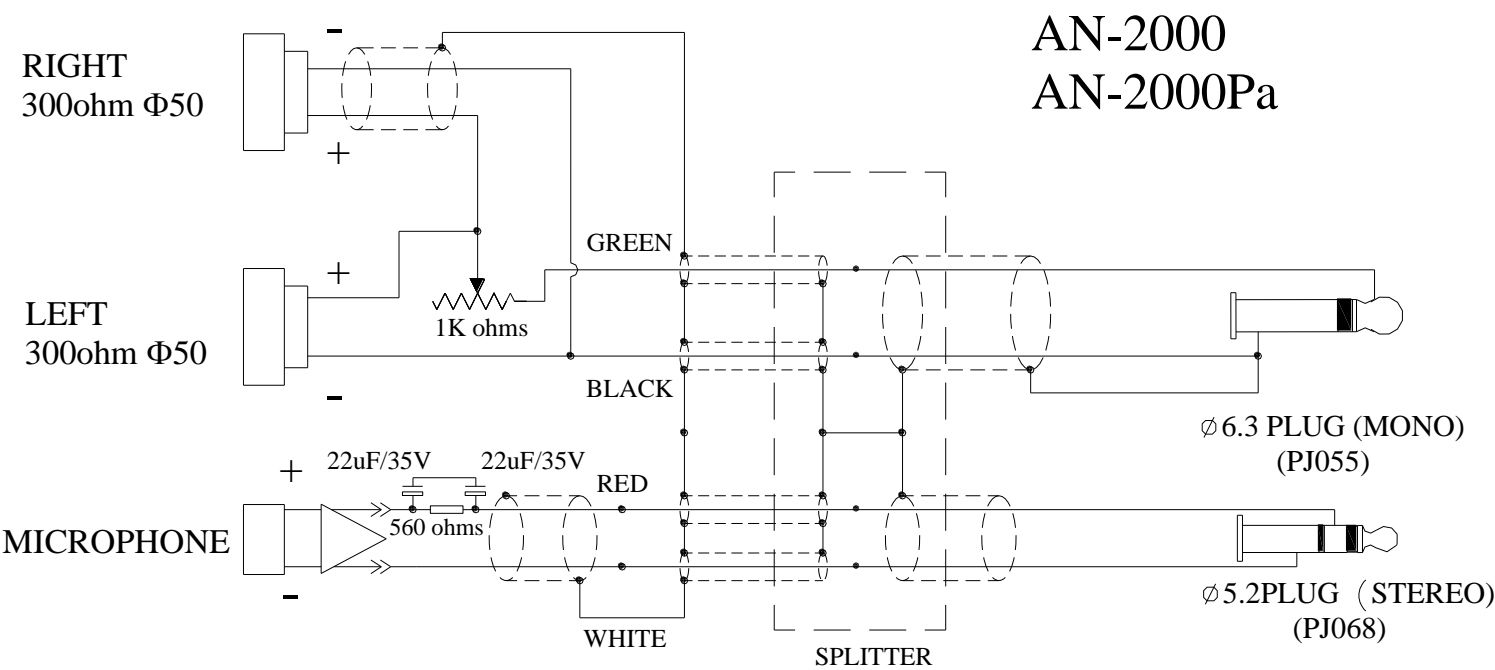 AN-2000
AN-2000Pa
-
RIGHT
300ohm Φ50
+
GREEN
+
LEFT
300ohm Φ50
1K ohms
BLACK
-
∅6.3 PLUG (MONO)
(PJ055)
+
22uF/35V 22uF/35V
RED
MICROPHONE
560 ohms
-
∅5.2PLUG (STEREO)
(PJ068)
WHITE
SPLITTER